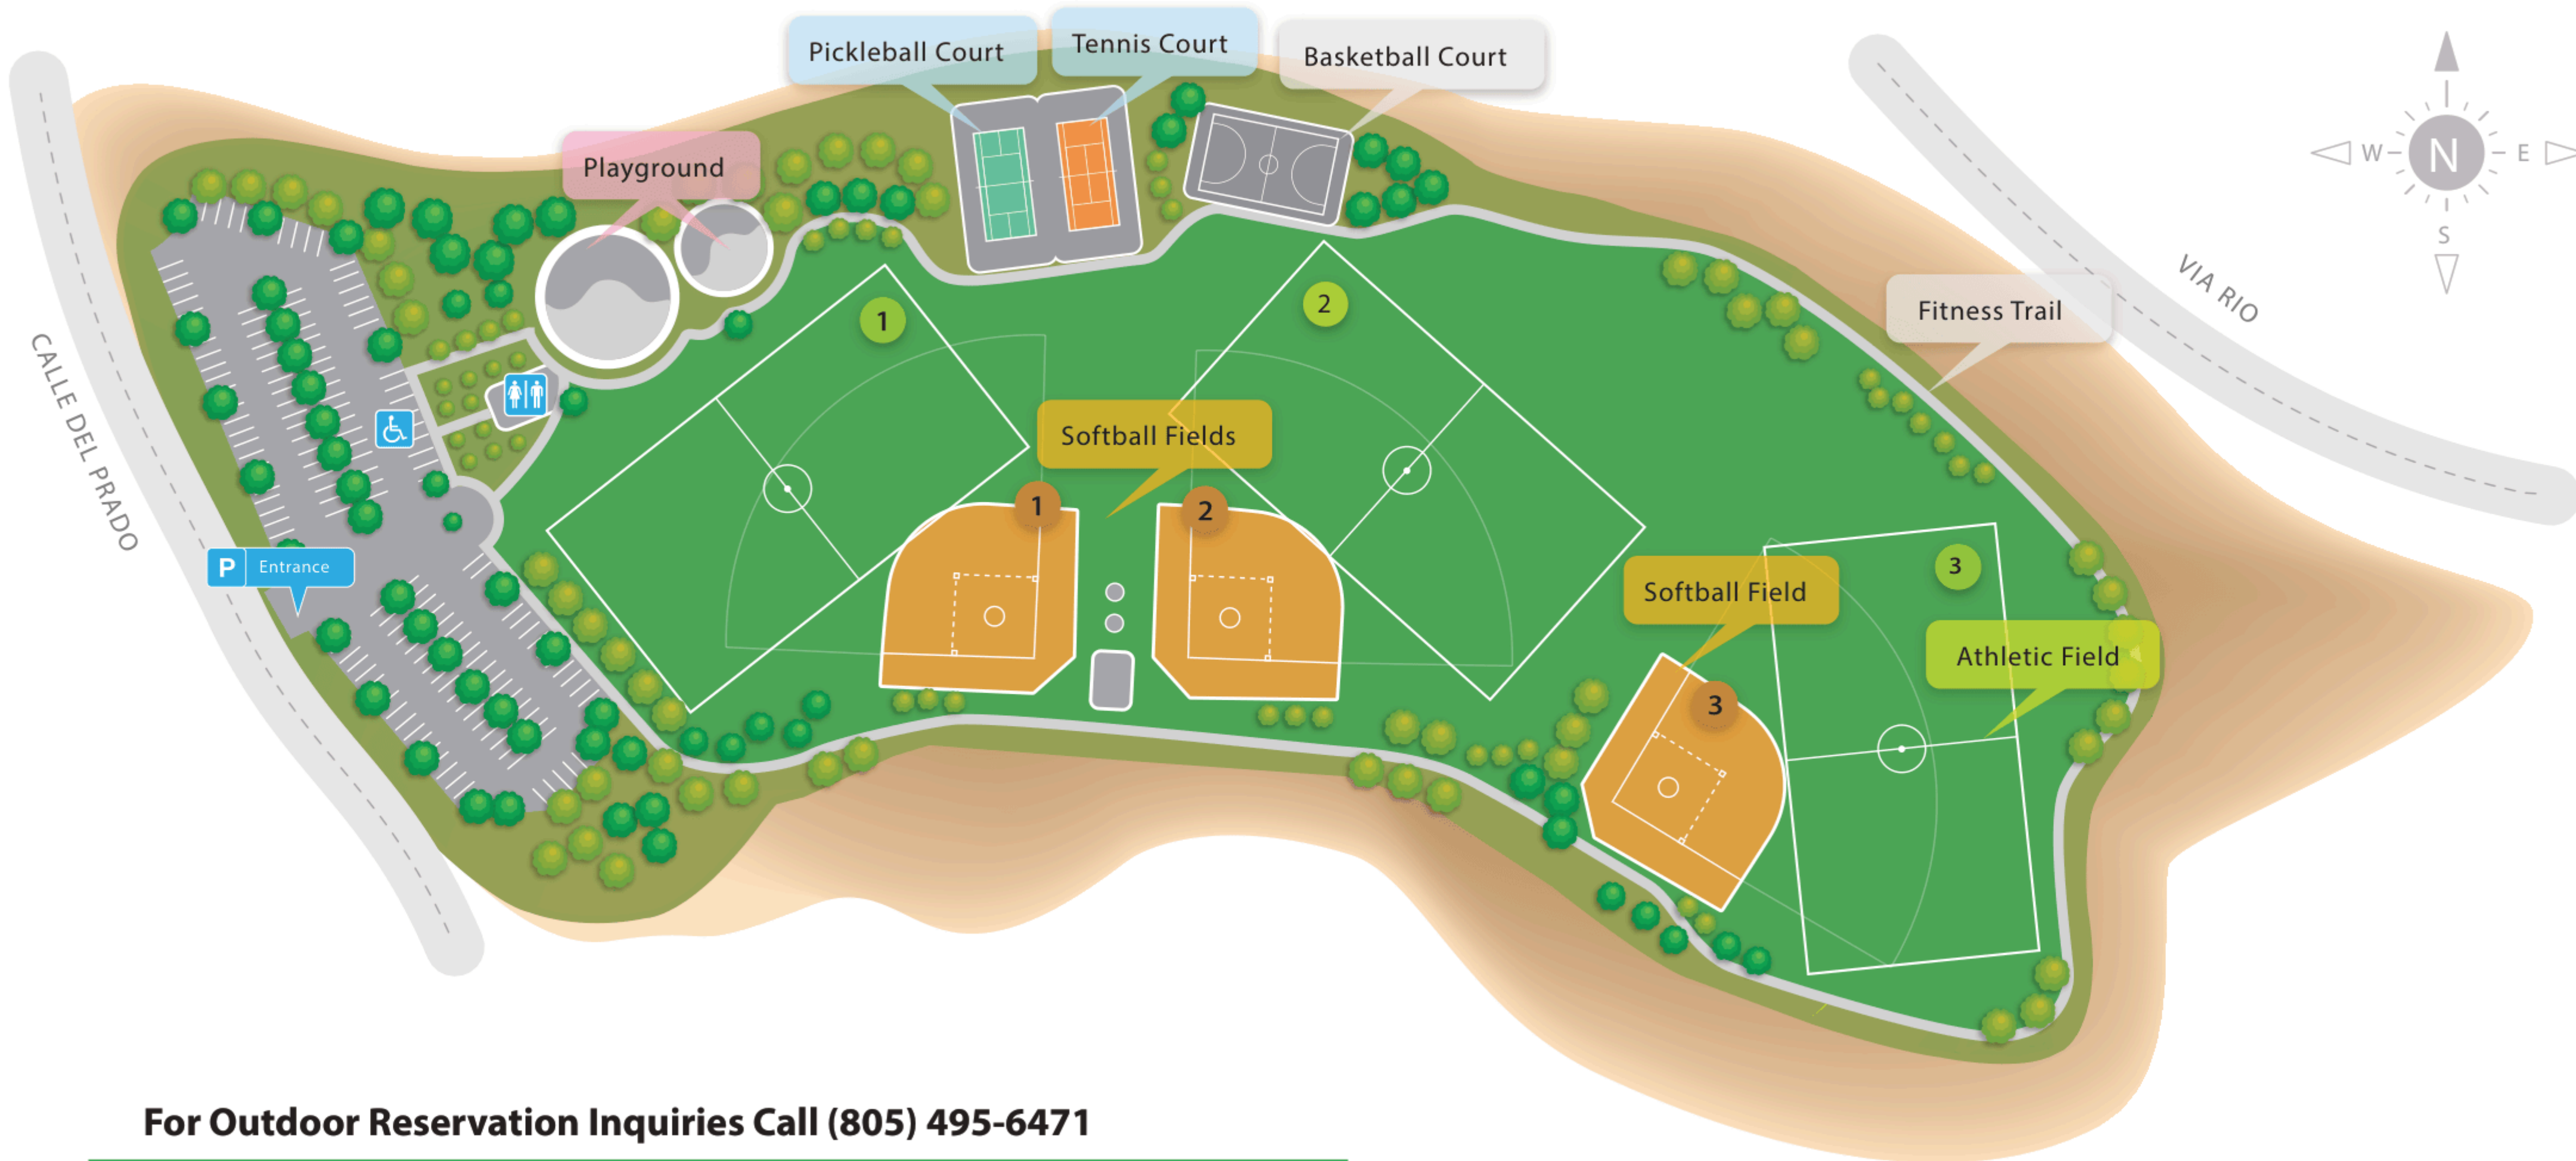 Pickleball Court
Tennis Court
Basketball Court
Playground
N
W
E
S
VIA RIO
Fitness Trail
1
2
CALLE DEL PRADO
Softball Fields
1
2
P Entrance
Softball Field
3
3
Athletic Field
For Outdoor Reservation Inquiries Call (805) 495-6471